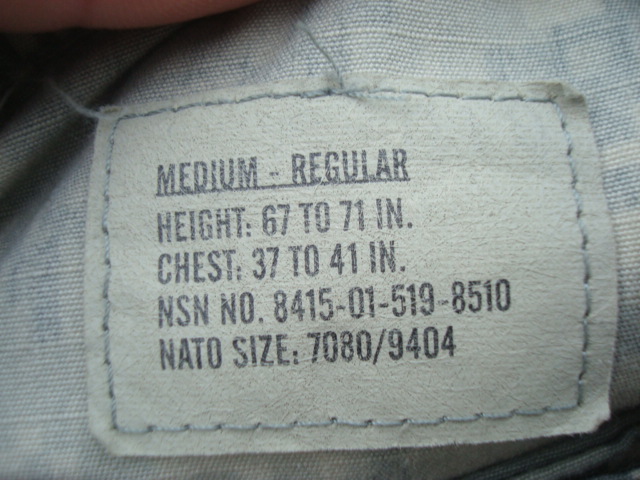 MEDIUM - REGULAR
HEIGHT: 67 TO 71 IN.
CHEST: 37 TO 41 IN.
NSN NO. 8415-01-519-8510
NATO SIZE: 7080/9404